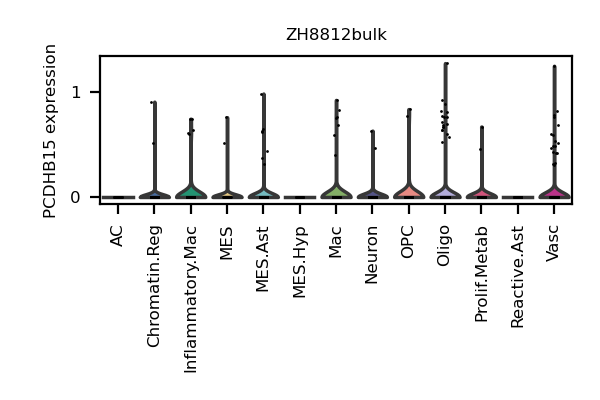 ZH8812bulk
PCDHB15 expression
1
0
AC
Chromatin.Reg
Inflammatory.Mac
MES
MES.Ast
MES.Hyp
Mac
Neuron
OPC
Oligo
Prolif.Metab
Reactive.Ast
Vasc